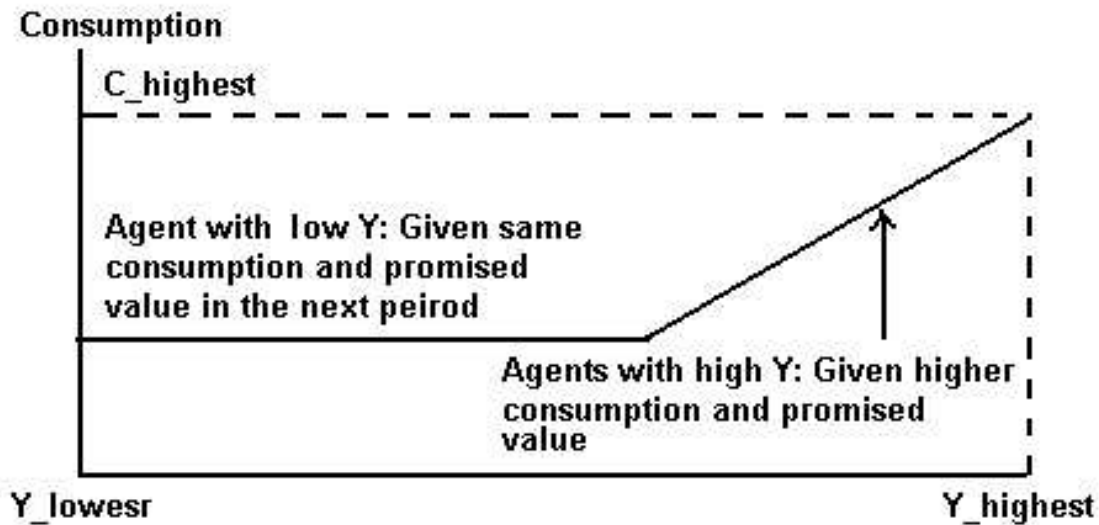 Consumption
C_highest
Agent with low Y: Given same
consumption and promised
value in the next peirod
Agents with high Y: Given higher
consumption and promised
value
Y_lowesr
Y_highest